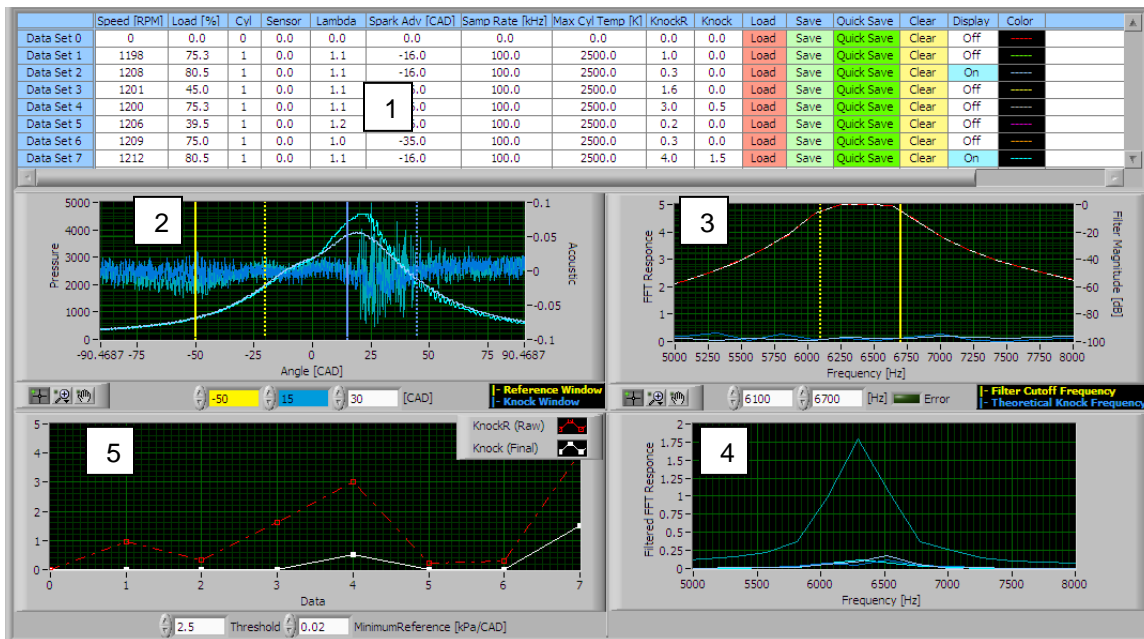 Speed [RPM] Load [%] Cyl Sensor Lambda Spark Adv [CAD] Samp Rate [kHz] Max Cyl Temp [K] KnockR Knock Load Save Quick Save Clear Display Color
Data Set 0 0 0.0 0 0.0 0.0 0.0 0.0 0.0 0.0 0.0 Load Save Quick Save Clear Off
Data Set 1 1198 75.3 1 0.0 1.1 -16.0 100.0 2500.0 1.0 0.0 Load Save Quick Save Clear Off
Data Set 2 1208 80.5 1 0.0 1.1 -16.0 100.0 2500.0 0.3 0.0 Load Save Quick Save Clear On
Data Set 3 1201 45.0 1 0.0 1.1 100.0 2500.0 1.6 0.0 Load Save Quick Save Clear Off
Data Set 4 1200 75.3 1 0.0 1.1 100.0 2500.0 3.0 0.5 Load Save Quick Save Clear Off
Data Set 5 1206 39.5 1 0.0 1.2 100.0 2500.0 0.2 0.0 Load Save Quick Save Clear Off
Data Set 6 1209 75.0 1 0.0 1.0 -35.0 100.0 2500.0 0.3 0.0 Load Save Quick Save Clear Off
Data Set 7 1212 80.5 1 0.0 1.1 -16.0 100.0 2500.0 4.0 1.5 Load Save Quick Save Clear On
1
2
5000
4000
3000
2000
1000
0
Pressure
-0.1
-0.05
-0
-0.05
-0.1
Acoustic
-90.4687 -75 -50 -25 0 25 50 75 90.4687
Angle [CAD]
-50 15 30 [CAD]
|- Reference Window
|- Knock Window
3
5
4
3
2
1
0
FFT Responce
-0
-20
-40
-60
-80
-100
Filter Magnitude [dB]
5000 5250 5500 5750 6000 6250 6500 6750 7000 7250 7500 7750 8000
Frequency [Hz]
6100 6700 [Hz] Error
|- Filter Cutoff Frequency
|- Theoretical Knock Frequency
5
5
4
3
2
1
0
KnockR (Raw)
Knock (Final)
0 1 2 3 4 5 6 7
Data
2.5 Threshold 0.02 MinimumReference [kPa/CAD]
4
2
1.75
1.5
1.25
1
0.75
0.5
0.25
0
Filtered FFT Responce
5000 5500 6000 6500 7000 7500 8000
Frequency [Hz]